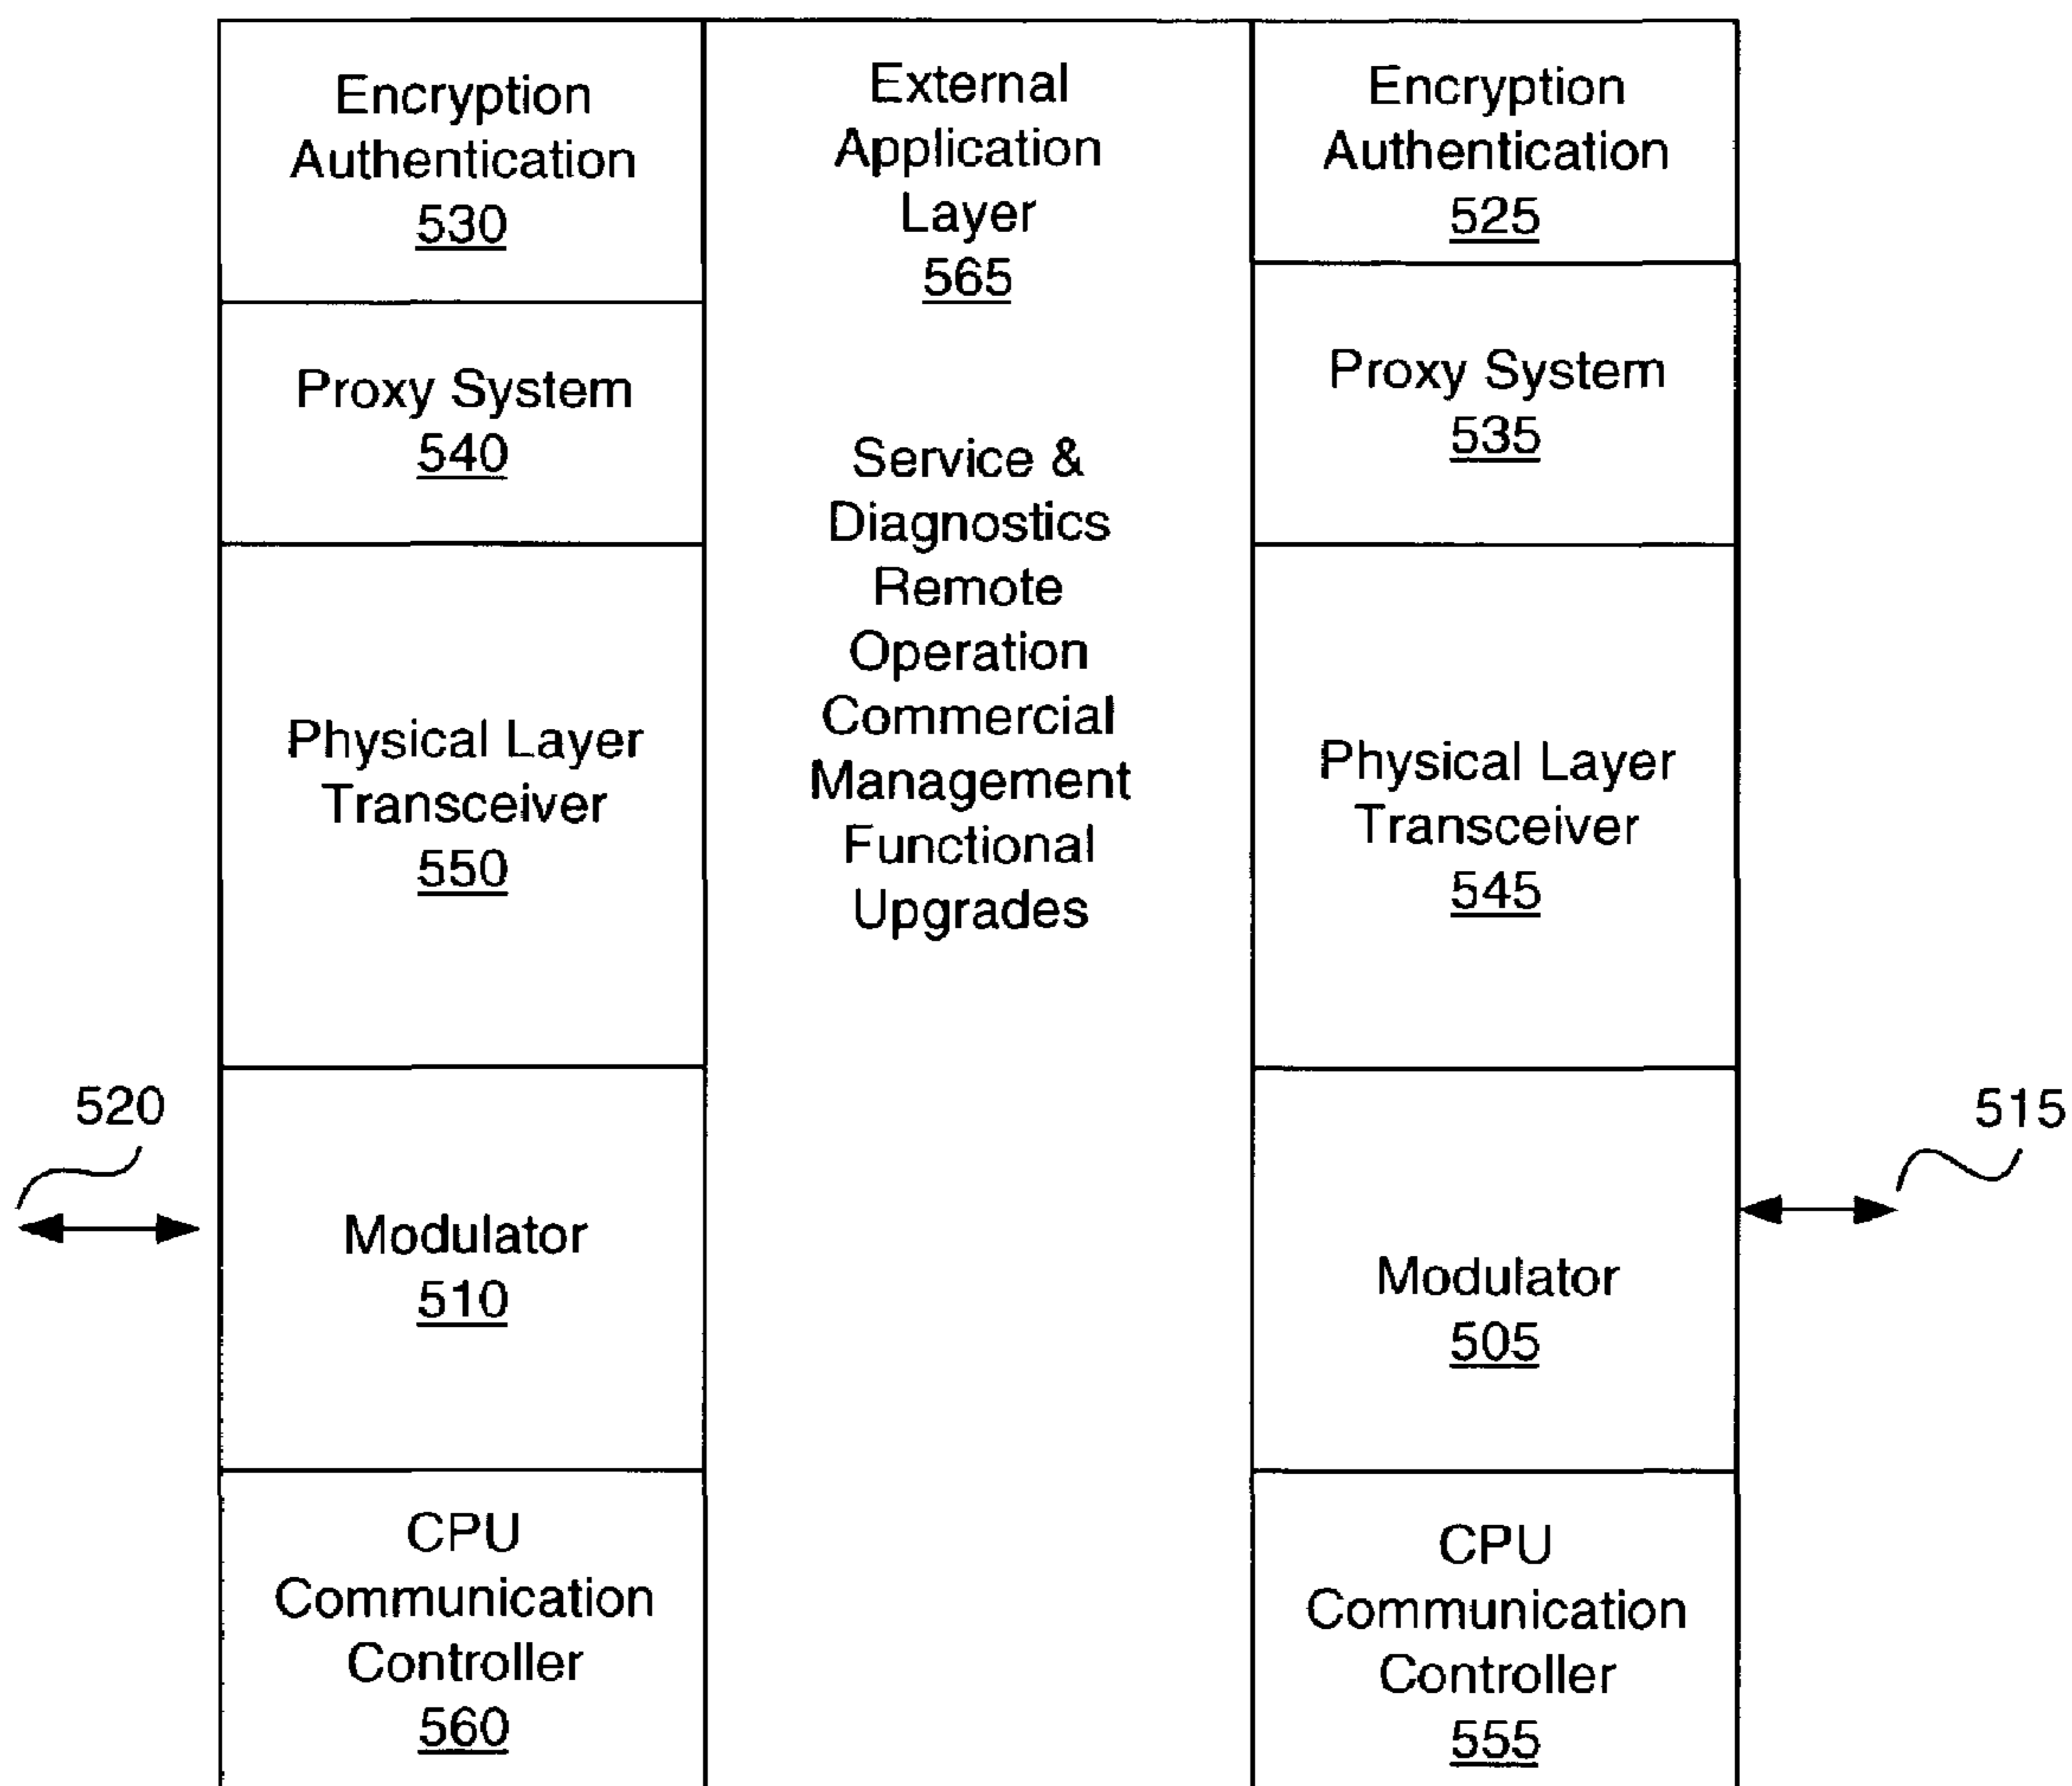 Encryption
Authentication
530
Proxy System
540
Physical Layer
Transceiver
550
520
Modulator
510
CPU
Communication
Controller
560
External
Application
Layer
565
Service &
Diagnostics
Remote
Operation
Commercial
Management
Functional
Upgrades
Encryption
Authentication
525
Proxy System
535
Physical Layer
Transceiver
545
515
Modulator
505
CPU
Communication
Controller
555